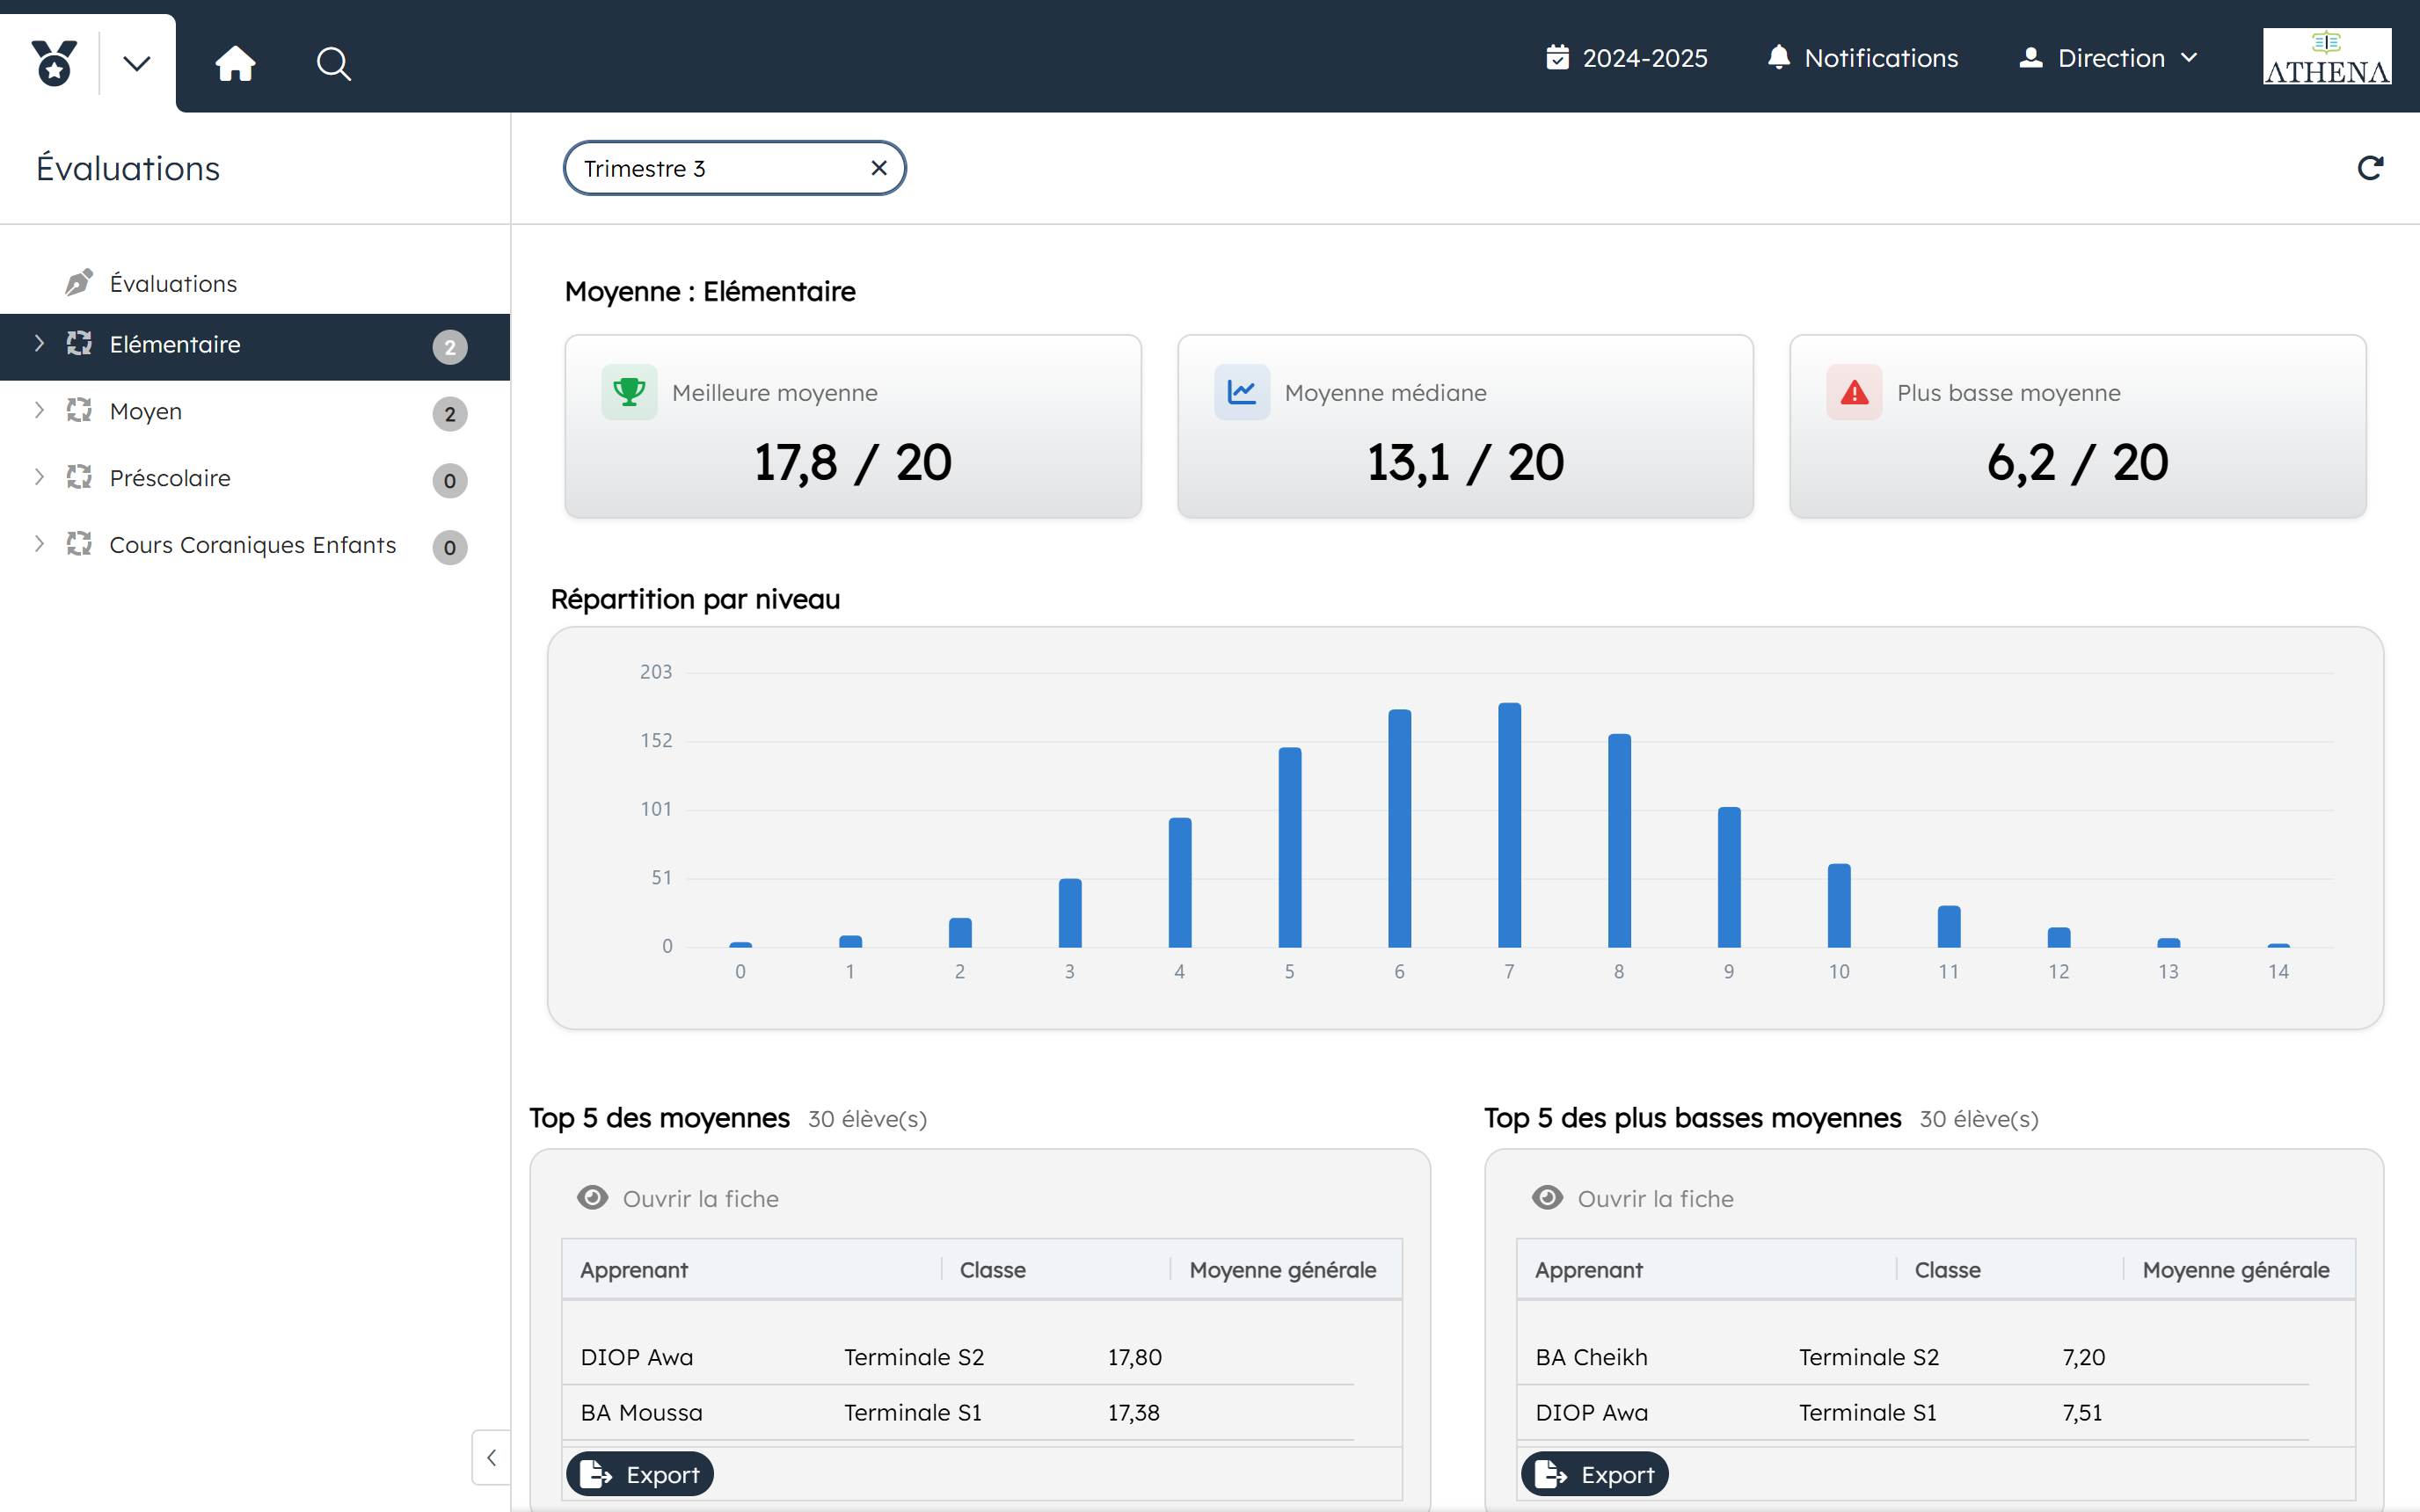 2024-2025 Notifications Direction ATHENA
Évaluations
Trimestre 3
Évaluations
Elémentaire 2
Moyen 2
Préscolaire 0
Cours Coraniques Enfants 0
Moyenne : Elémentaire
Meilleure moyenne
17,8 / 20
Moyenne médiane
13,1 / 20
Plus basse moyenne
6,2 / 20
Répartition par niveau
203
152
101
51
0
0 1 2 3 4 5 6 7 8 9 10 11 12 13 14
Top 5 des moyennes 30 élève(s)
Ouvrir la fiche
Apprenant Classe Moyenne générale
DIOP Awa Terminale S2 17,80
BA Moussa Terminale S1 17,38
Export
Top 5 des plus basses moyennes 30 élève(s)
Ouvrir la fiche
Apprenant Classe Moyenne générale
BA Cheikh Terminale S2 7,20
DIOP Awa Terminale S1 7,51
Export